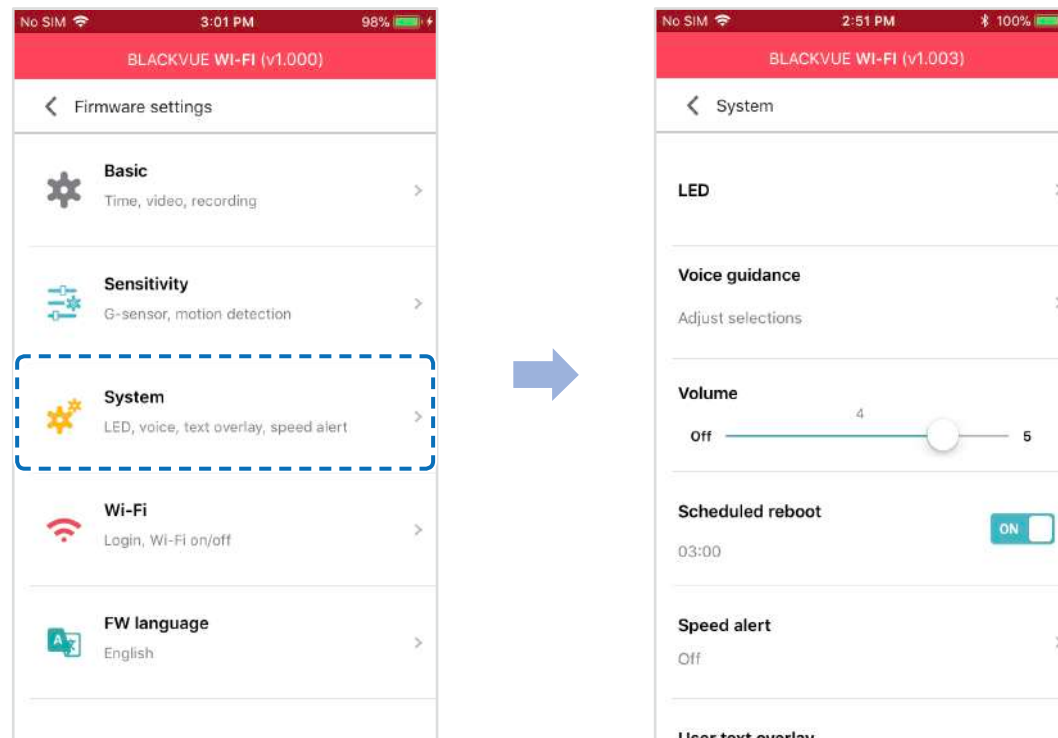 No SIM 3:01 PM 98%
BLACKVUE WI-FI (v1.000)
Firmware settings
Basic
Time, video, recording
Sensitivity
G-sensor, motion detection
System
LED, voice, text overlay, speed alert
Wi-Fi
Login, Wi-Fi on/off
FW language
English
No SIM 2:51 PM 100%
BLACKVUE WI-FI (v1.003)
System
LED
Voice guidance
Adjust selections
Volume
4
Off 5
Scheduled reboot
ON
03:00
Speed alert
Off
User text overlay